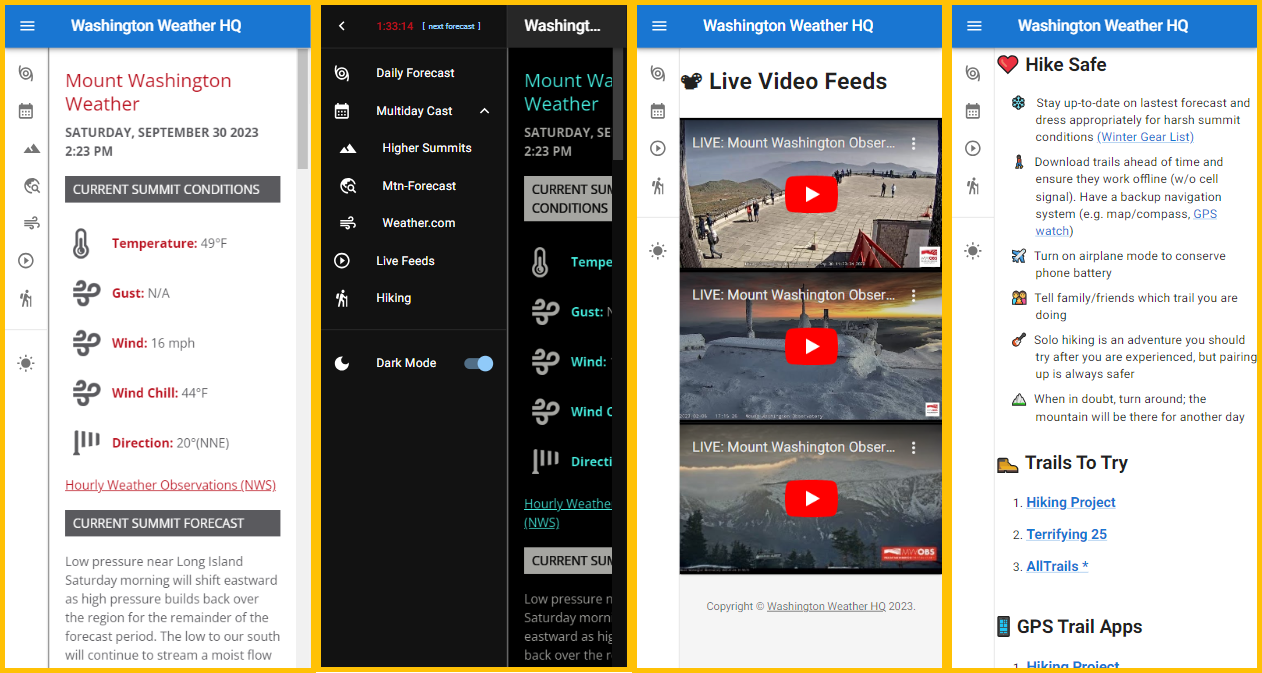 Washington Weather HQ
Mount Washington
Weather
SATURDAY, SEPTEMBER 30 2023
2:23 PM
CURRENT SUMMIT CONDITIONS
Temperature: 49°F
Gust: N/A
Wind: 16 mph
Wind Chill: 44°F
Direction: 20°(NNE)
Hourly Weather Observations (NWS)
CURRENT SUMMIT FORECAST
Low pressure near Long Island
Saturday morning will shift eastward
as high pressure builds back over
the region for the remainder of the
forecast period. The low to our south
will continue to stream a moist flow
1:33:14 [ next forecast ]
Daily Forecast
Multiday Cast
Higher Summits
Mtn-Forecast
Weather.com
Live Feeds
Hiking
Dark Mode
Washingt...
Mount Wa
Weather
SATURDAY, SE
2:23 PM
CURRENT SUM
CONDITIONS
Tempe
Gust: N
Wind: 
Wind C
Directi
Hourly Weathe
(NWS)
CURRENT SUM
Low pressure n
Saturday morn
eastward as hig
back over the r
Washington Weather HQ
Live Video Feeds
LIVE: Mount Washington Obser...
LIVE: Mount Washington Obser...
LIVE: Mount Washington Obser...
MWOBS
Copyright © Washington Weather HQ 2023.
Washington Weather HQ
Hike Safe
Stay up-to-date on lastest forecast and
dress appropriately for harsh summit
conditions (Winter Gear List)
Download trails ahead of time and
ensure they work offline (w/o cell
signal). Have a backup navigation
system (e.g. map/compass, GPS
watch)
Turn on airplane mode to conserve
phone battery
Tell family/friends which trail you are
doing
Solo hiking is an adventure you should
try after you are experienced, but pairing
up is always safer
When in doubt, turn around; the
mountain will be there for another day
Trails To Try
1. Hiking Project
2. Terrifying 25
3. AllTrails *
GPS Trail Apps
1. Hiking Project